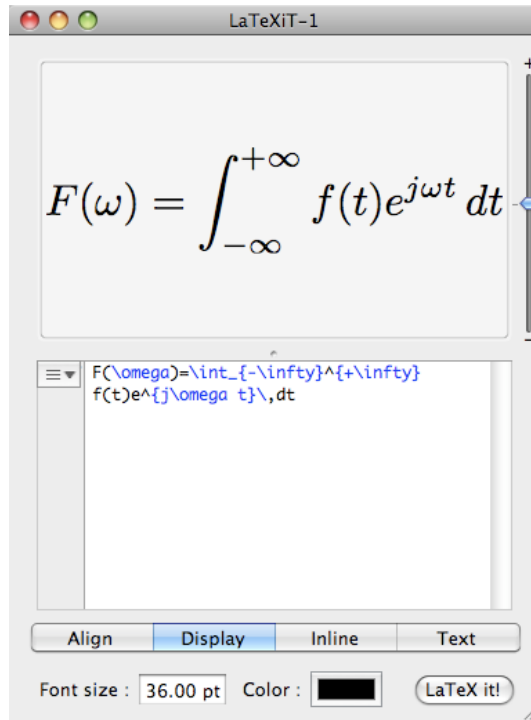 LaTeXiT-1
+
F(ω) = ∫_{−∞}^{+∞} f(t)e^{jωt} dt
−
F(\omega)=\int_{-\infty}^{+\infty}
f(t)e^{j\omega t}\,dt
Align Display Inline Text
Font size : 36.00 pt Color : LaTeX it!